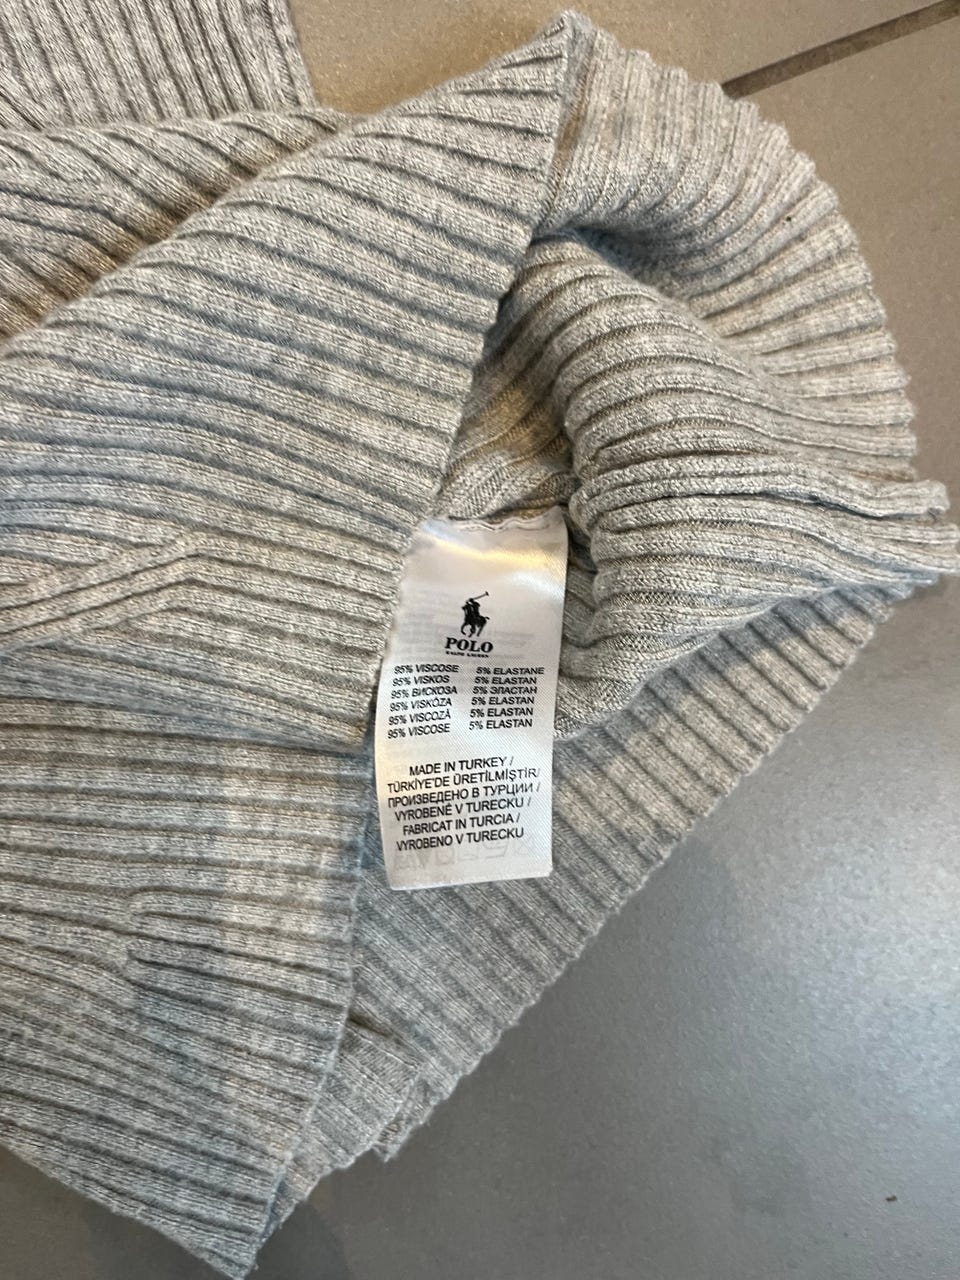 POLO
RALPH LAUREN
95% VISCOSE 5% ELASTANE
95% VISKOS 5% ELASTAN
95% ВИСКОЗА 5% ЭЛАСТАН
95% VISKÓZA 5% ELASTAN
95% VISCOZĂ 5% ELASTAN
95% VISCOSE 5% ELASTAN
MADE IN TURKEY /
TÜRKİYE'DE ÜRETİLMİŞTİR/
ПРОИЗВЕДЕНО В ТУРЦИИ /
VYROBENÉ V TURECKU /
FABRICAT IN TURCIA /
VYROBENO V TURECKU